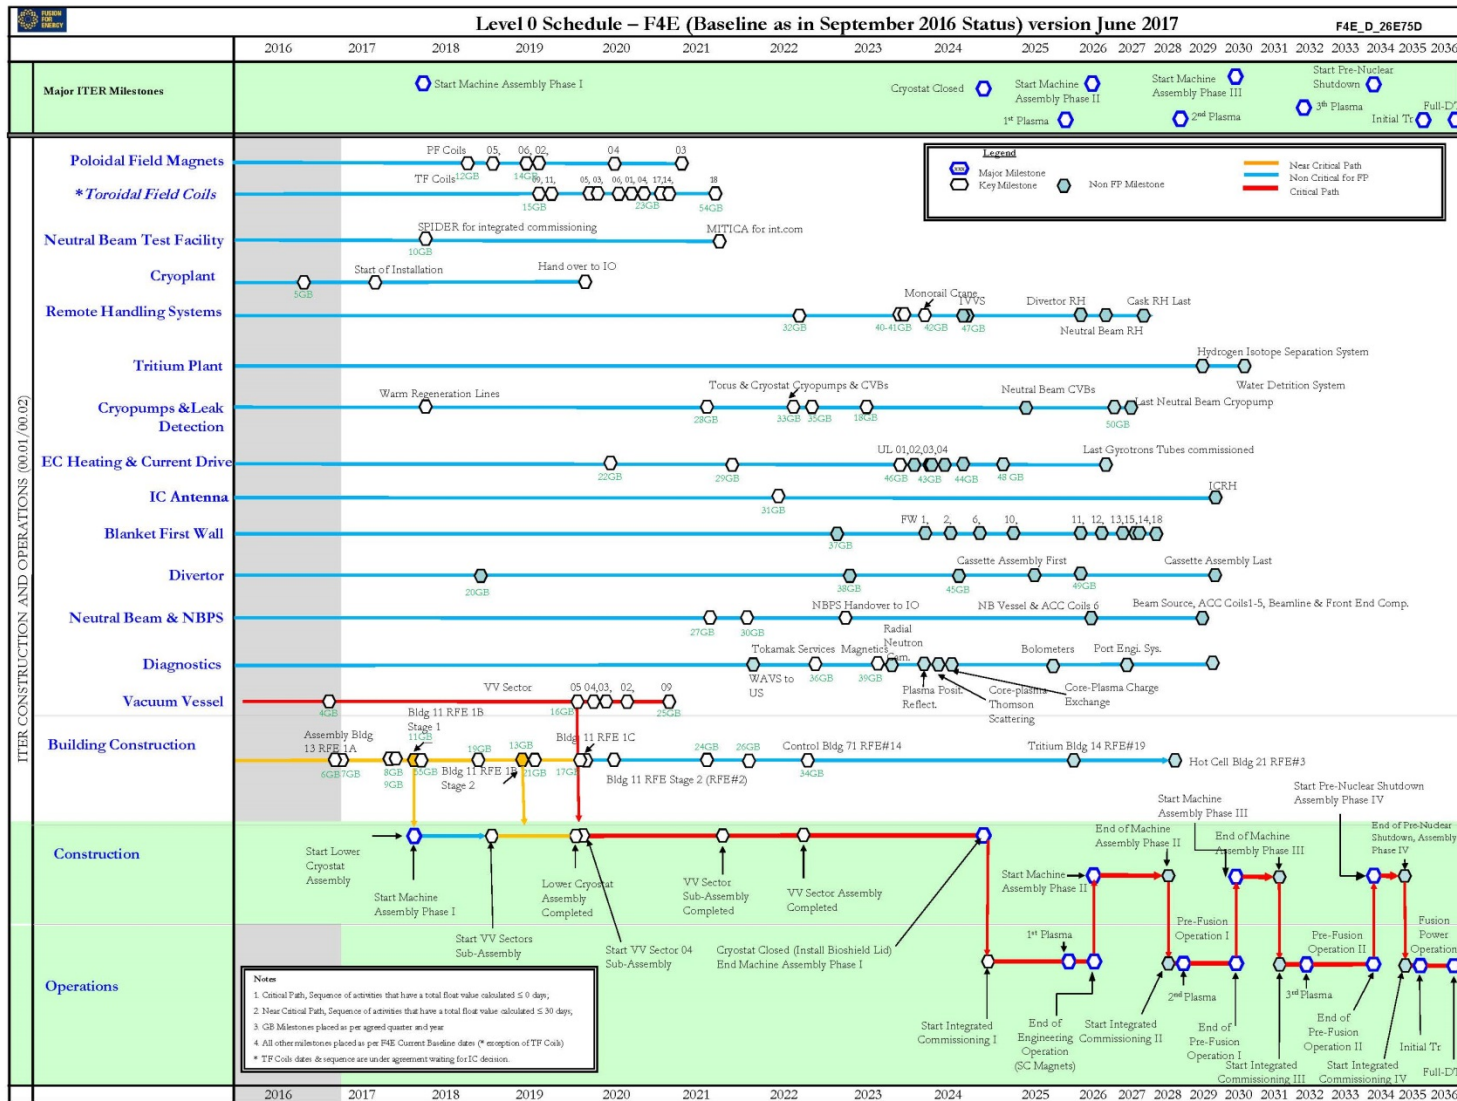 FUSION FOR ENERGY
Level 0 Schedule – F4E (Baseline as in September 2016 Status) version June 2017
F4E_D_26E75D
2016 2017 2018 2019 2020 2021 2022 2023 2024 2025 2026 2027 2028 2029 2030 2031 2032 2033 2034 2035 2036
Major ITER Milestones
Start Machine Assembly Phase I
Cryostat Closed
Start Machine
Assembly Phase II
1st Plasma
Start Machine
Assembly Phase III
2nd Plasma
Start Pre-Nuclear
Shutdown
3th Plasma
Initial Tr.
Full-DT
ITER CONSTRUCTION AND OPERATIONS (00.01/00.02)
Legend
Major Milestone
Key Milestone
Non FP Milestone
Near Critical Path
Non Critical for FP
Critical Path
Poloidal Field Magnets
PF Coils 05, 06, 02, 04 03
12GB 14GB
* Toroidal Field Coils
TF Coils 09, 11, 05, 03, 06, 01, 04, 17,14, 18
15GB 23GB 54GB
Neutral Beam Test Facility
SPIDER for integrated commissioning
MITICA for int.com
10GB
Cryoplant
Start of Installation
Hand over to IO
5GB
Remote Handling Systems
Monorail Crane
IVVS
Divertor RH
Cask RH Last
32GB 40-41GB 42GB 47GB
Neutral Beam RH
Tritium Plant
Hydrogen Isotope Separation System
Water Detrition System
Cryopumps &Leak
Detection
Warm Regeneration Lines
Torus & Cryostat Cryopumps & CVBs
Neutral Beam CVBs
Last Neutral Beam Cryopump
28GB 33GB 35GB 18GB 50GB
EC Heating & Current Drive
UL 01,02,03,04
Last Gyrotrons Tubes commissioned
22GB 29GB 46GB 43GB 44GB 48 GB
IC Antenna
ICRH
31GB
Blanket First Wall
FW 1, 2, 6, 10, 11, 12, 13,15,14,18
37GB
Divertor
Cassette Assembly First
Cassette Assembly Last
20GB 38GB 45GB 49GB
Neutral Beam & NBPS
NBPS Handover to IO
NB Vessel & ACC Coils 6
Beam Source, ACC Coils1-5, Beamline & Front End Comp.
27GB 30GB
Diagnostics
Tokamak Services
Magnetics
Radial
Neutron
Cam.
Bolometers
Port Engi. Sys.
WAVS to
US
36GB 39GB
Plasma Posit.
Reflect.
Core-plasma
Thomson
Scattering
Core-Plasma Charge
Exchange
Vacuum Vessel
VV Sector 05 04,03, 02, 09
4GB 16GB 25GB
Building Construction
Assembly Bldg
13 RFE 1A
Bldg 11 RFE 1B
Stage 1
11GB
Bldg 11 RFE 1B
Stage 2
Bldg 11 RFE 1C
Bldg 11 RFE Stage 2 (RFE#2)
Control Bldg 71 RFE#14
Tritium Bldg 14 RFE#19
Hot Cell Bldg 21 RFE#3
6GB 7GB 8GB
9GB
55GB 19GB 13GB 21GB 17GB 24GB 26GB 34GB
Construction
Start Lower
Cryostat
Assembly
Start Machine
Assembly Phase I
Start VV Sectors
Sub-Assembly
Lower Cryostat
Assembly
Completed
Start VV Sector 04
Sub-Assembly
VV Sector
Sub-Assembly
Completed
VV Sector Assembly
Completed
Cryostat Closed (Install Bioshield Lid)
End Machine Assembly Phase I
Start Machine
Assembly Phase II
End of Machine
Assembly Phase II
Start Machine
Assembly Phase III
End of Machine
Assembly Phase III
Start Pre-Nuclear Shutdown
Assembly Phase IV
End of Pre-Nuclear
Shutdown, Assembly
Phase IV
Operations
1st Plasma
Pre-Fusion
Operation I
Pre-Fusion
Operation II
Fusion
Power
Operation
Start Integrated
Commissioning I
End of
Engineering
Operation
(SC Magnets)
Start Integrated
Commissioning II
2nd Plasma
End of
Pre-Fusion
Operation I
Start Integrated
Commissioning III
3rd Plasma
End of
Pre-Fusion
Operation II
Start Integrated
Commissioning IV
Initial Tr
Full-DT
Notes
1. Critical Path, Sequence of activities that have a total float value calculated ≤ 0 days;
2. Near Critical Path, Sequence of activities that have a total float value calculated ≤ 30 days;
3. GB Milestones placed as per agreed quarter and year
4. All other milestones placed as per F4E Current Baseline dates (* exception of TF Coils)
* TF Coils dates & sequence are under agreement waiting for IC decision.
2016 2017 2018 2019 2020 2021 2022 2023 2024 2025 2026 2027 2028 2029 2030 2031 2032 2033 2034 2035 2036